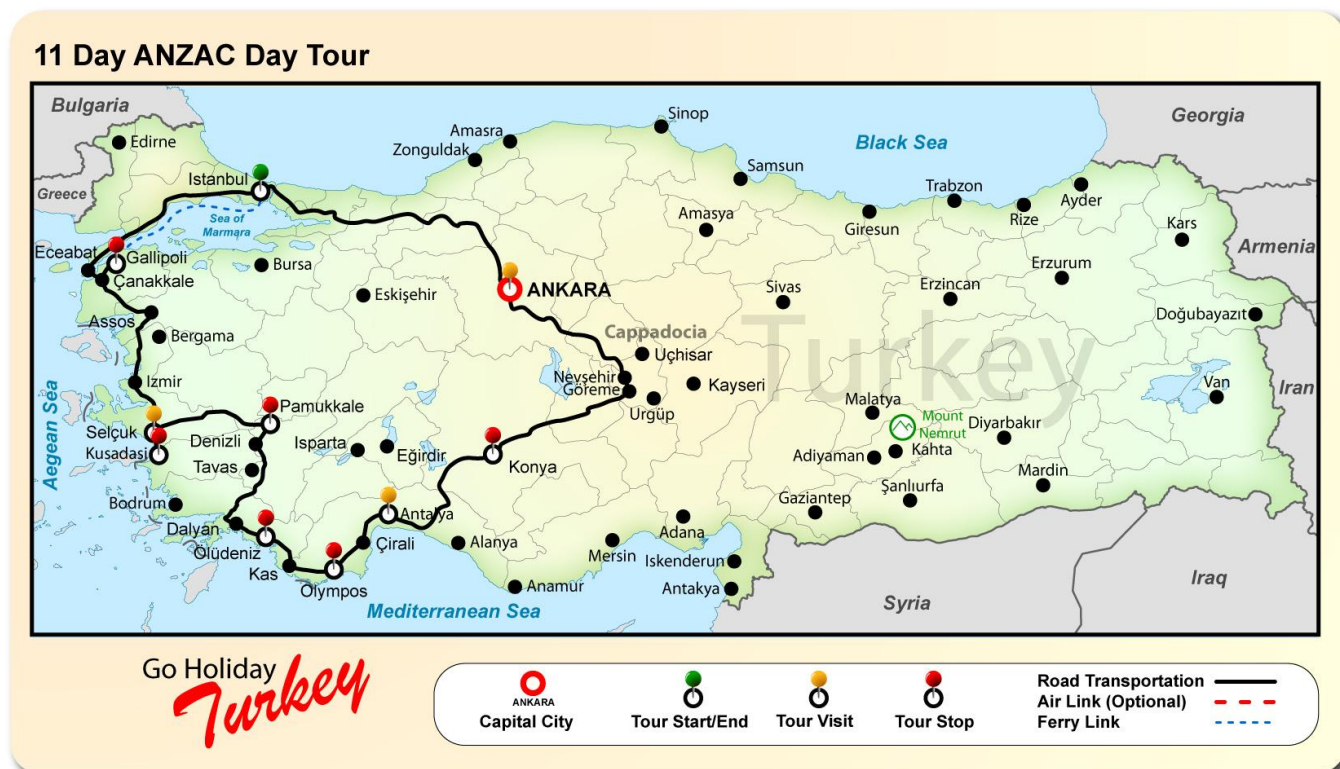 11 Day ANZAC Day Tour
Bulgaria
Georgia
Sinop
Edirne
Amasra
Zonguldak
Black Sea
Samsun
Istanbul
Greece
Trabzon
Ayder
Rize
Giresun
Sea of
Marmara
Amasya
Kars
Armenia
Eceabat
Gallipoli
Bursa
Çanakkale
Erzurum
ANKARA
Eskişehir
Sivas
Erzincan
Assos
Doğubayazıt
Bergama
Cappadocia
Turkey
Uçhisar
Izmir
Nevşehir
Göreme
Kayseri
Urgüp
Van
Iran
Aegean Sea
Pamukkale
Malatya
Mount
Nemrut
Diyarbakır
Selçuk
Kuşadasi
Denizli
Isparta
Eğirdir
Konya
Tavas
Adiyaman
Kahta
Mardin
Bodrum
Antalya
Gaziantep
Şanlıurfa
Dalyan
Adana
Ölüdeniz
Çirali
Alanya
Mersin
Iskenderun
Kas
Olympos
Anamur
Antakya
Iraq
Mediterranean Sea
Syria
Go Holiday
Turkey
ANKARA
Capital City
Tour Start/End
Tour Visit
Tour Stop
Road Transportation
Air Link (Optional)
Ferry Link